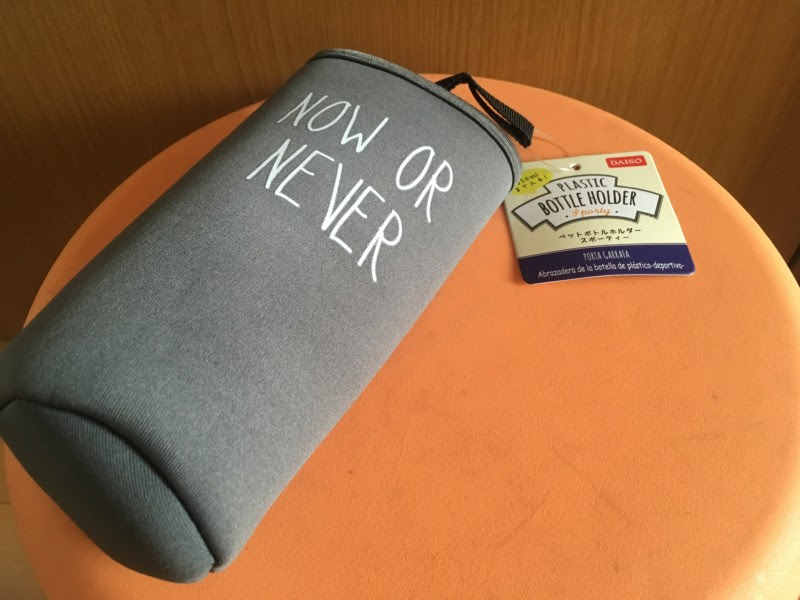 NOW OR
NEVER
DAISO
PLASTIC
BOTTLE HOLDER
Sporty
ペットボトルホルダー
スポーティー
PORTA GARRAFA
Abrazadera de la botella de plástico-deportivo-